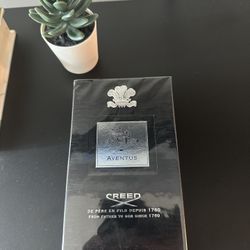 AVENTUS
CREED
DE PÈRE EN FILS DEPUIS 1760
FROM FATHER TO SON SINCE 1760